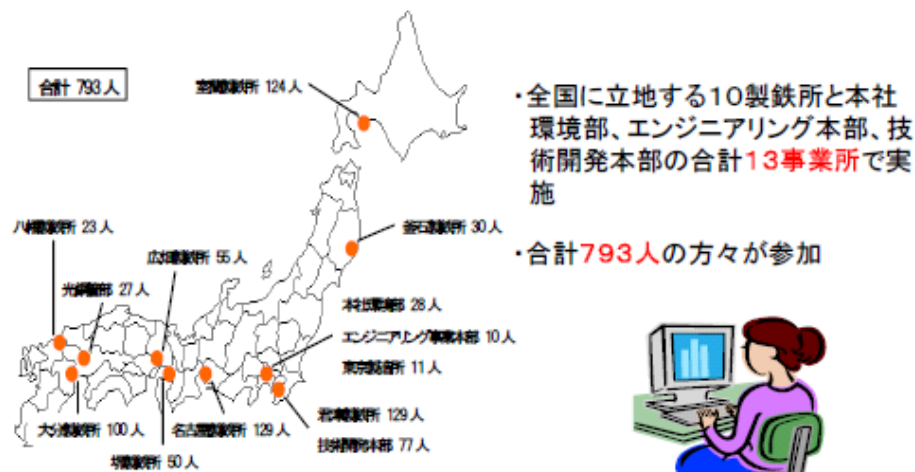 合計 793人
室蘭製鉄所 124人
・全国に立地する10製鉄所と本社
環境部、エンジニアリング本部、技
術開発本部の合計13事業所で実
施
八幡製鉄所 23人
釜石製鉄所 30人
広畑製鉄所 55人
・合計793人の方々が参加
光鋼管部 27人
本社環境部 28人
エンジニアリング事業本部 10人
東京製造所 11人
君津製鉄所 129人
大分製鉄所 100人
名古屋製鉄所 129人
技術開発本部 77人
堺製鉄所 50人